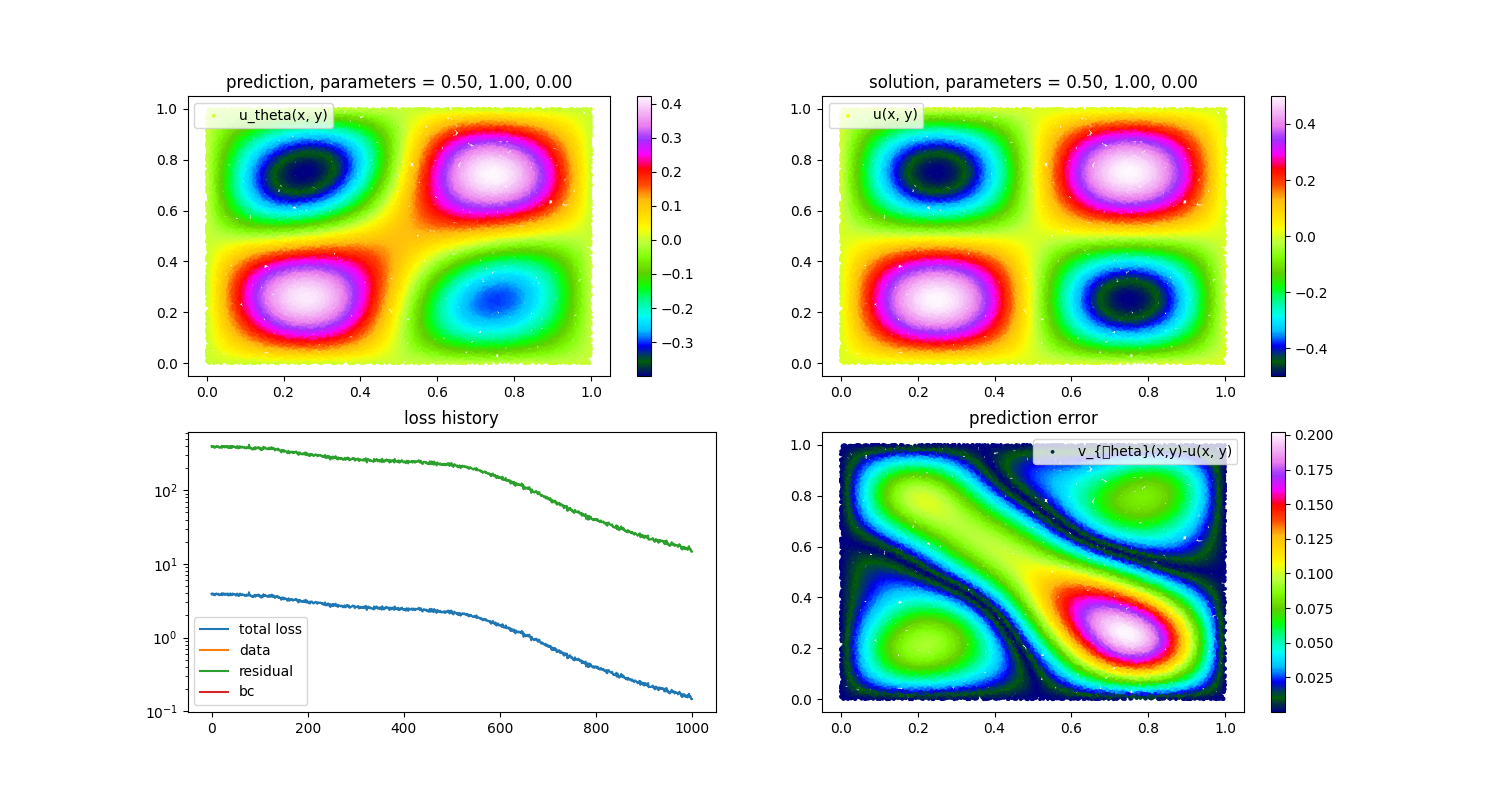 prediction, parameters = 0.50, 1.00, 0.00
1.0
0.8
0.6
0.4
0.2
0.0
u_theta(x, y)
0.0 0.2 0.4 0.6 0.8 1.0
0.4
0.3
0.2
0.1
0.0
−0.1
−0.2
−0.3
solution, parameters = 0.50, 1.00, 0.00
1.0
0.8
0.6
0.4
0.2
0.0
u(x, y)
0.0 0.2 0.4 0.6 0.8 1.0
0.4
0.2
0.0
−0.2
−0.4
loss history
10²
10¹
10⁰
10⁻¹
total loss
data
residual
bc
0 200 400 600 800 1000
prediction error
1.0
0.8
0.6
0.4
0.2
0.0
v_{▯heta}(x,y)-u(x, y)
0.0 0.2 0.4 0.6 0.8 1.0
0.200
0.175
0.150
0.125
0.100
0.075
0.050
0.025